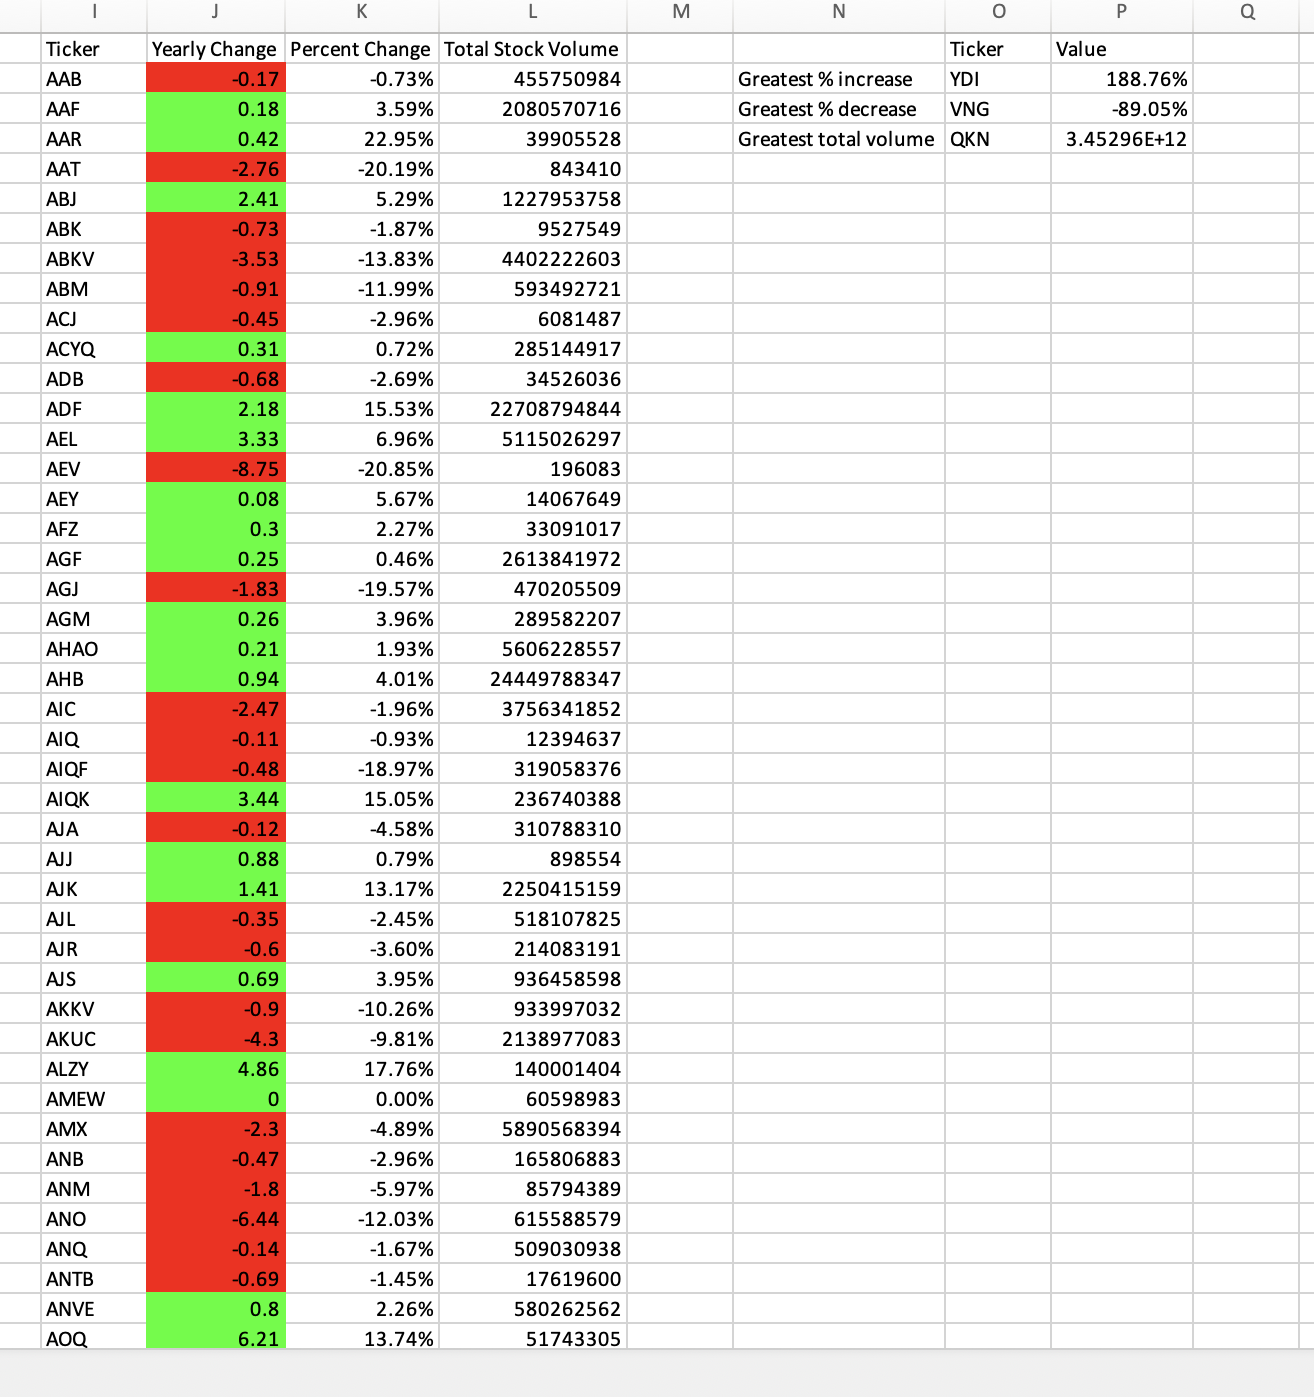 I J K L M N O P Q
Ticker Yearly Change Percent Change Total Stock Volume Ticker Value
AAB -0.17 -0.73% 455750984 Greatest % increase YDI 188.76%
AAF 0.18 3.59% 2080570716 Greatest % decrease VNG -89.05%
AAR 0.42 22.95% 39905528 Greatest total volume QKN 3.45296E+12
AAT -2.76 -20.19% 843410
ABJ 2.41 5.29% 1227953758
ABK -0.73 -1.87% 9527549
ABKV -3.53 -13.83% 4402222603
ABM -0.91 -11.99% 593492721
ACJ -0.45 -2.96% 6081487
ACYQ 0.31 0.72% 285144917
ADB -0.68 -2.69% 34526036
ADF 2.18 15.53% 22708794844
AEL 3.33 6.96% 5115026297
AEV -8.75 -20.85% 196083
AEY 0.08 5.67% 14067649
AFZ 0.3 2.27% 33091017
AGF 0.25 0.46% 2613841972
AGJ -1.83 -19.57% 470205509
AGM 0.26 3.96% 289582207
AHAO 0.21 1.93% 5606228557
AHB 0.94 4.01% 24449788347
AIC -2.47 -1.96% 3756341852
AIQ -0.11 -0.93% 12394637
AIQF -0.48 -18.97% 319058376
AIQK 3.44 15.05% 236740388
AJA -0.12 -4.58% 310788310
AJJ 0.88 0.79% 898554
AJK 1.41 13.17% 2250415159
AJL -0.35 -2.45% 518107825
AJR -0.6 -3.60% 214083191
AJS 0.69 3.95% 936458598
AKKV -0.9 -10.26% 933997032
AKUC -4.3 -9.81% 2138977083
ALZY 4.86 17.76% 140001404
AMEW 0 0.00% 60598983
AMX -2.3 -4.89% 5890568394
ANB -0.47 -2.96% 165806883
ANM -1.8 -5.97% 85794389
ANO -6.44 -12.03% 615588579
ANQ -0.14 -1.67% 509030938
ANTB -0.69 -1.45% 17619600
ANVE 0.8 2.26% 580262562
AOQ 6.21 13.74% 51743305